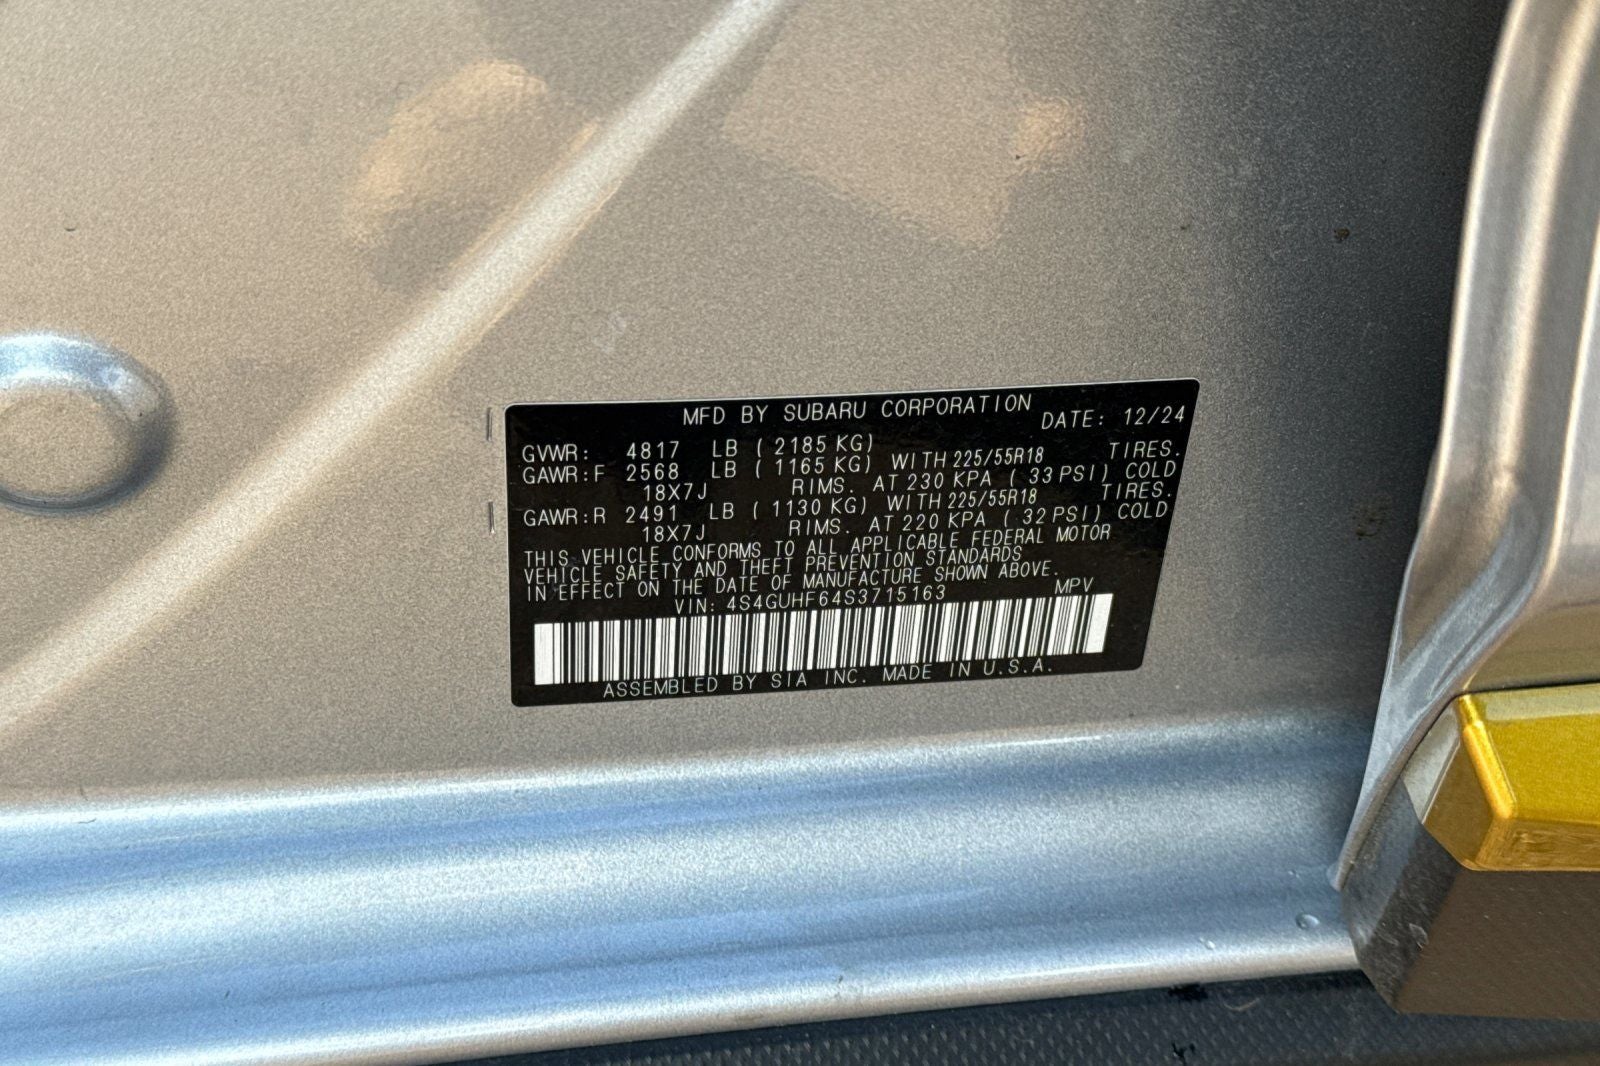 MFD BY SUBARU CORPORATION DATE: 12/24
GVWR: 4817 LB ( 2185 KG)
GAWR:F 2568 LB ( 1165 KG) WITH 225/55R18 TIRES.
18X7J RIMS. AT 230 KPA ( 33 PSI) COLD
GAWR:R 2491 LB ( 1130 KG) WITH 225/55R18 TIRES.
18X7J RIMS. AT 220 KPA ( 32 PSI) COLD
THIS VEHICLE CONFORMS TO ALL APPLICABLE FEDERAL MOTOR
VEHICLE SAFETY AND THEFT PREVENTION STANDARDS
IN EFFECT ON THE DATE OF MANUFACTURE SHOWN ABOVE.
VIN: 4S4GUHF64S3715163 MPV
ASSEMBLED BY SIA INC. MADE IN U.S.A.